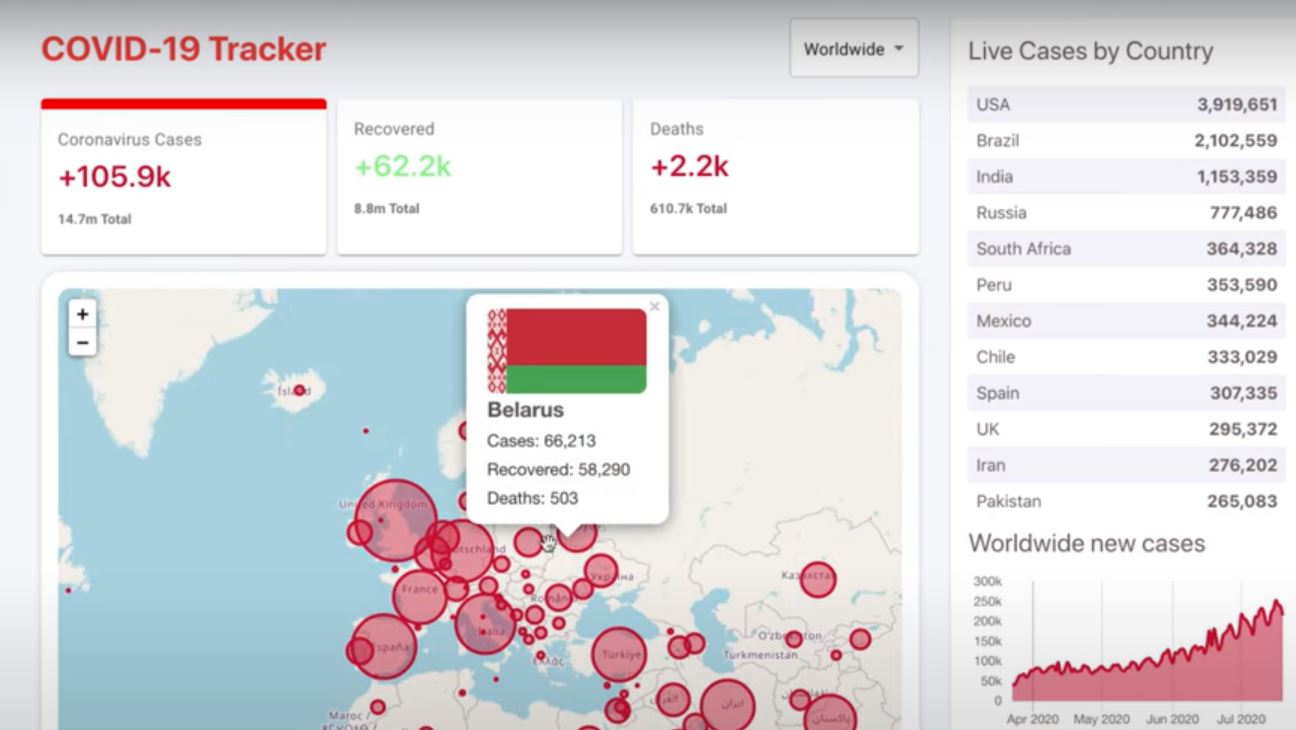 COVID-19 Tracker
Worldwide
Coronavirus Cases
+105.9k
14.7m Total
Recovered
+62.2k
8.8m Total
Deaths
+2.2k
610.7k Total
+
−
×
Belarus
Cases: 66,213
Recovered: 58,290
Deaths: 503
United Kingdom
France
España
Italia
Україна
Türkiye
Ελλάς
O'zbekiston
Türkmenistan
العراق
ایران
پاکستان
Maroc /
Live Cases by Country
USA 3,919,651
Brazil 2,102,559
India 1,153,359
Russia 777,486
South Africa 364,328
Peru 353,590
Mexico 344,224
Chile 333,029
Spain 307,335
UK 295,372
Iran 276,202
Pakistan 265,083
Worldwide new cases
300k
250k
200k
150k
100k
50k
0
Apr 2020 May 2020 Jun 2020 Jul 2020